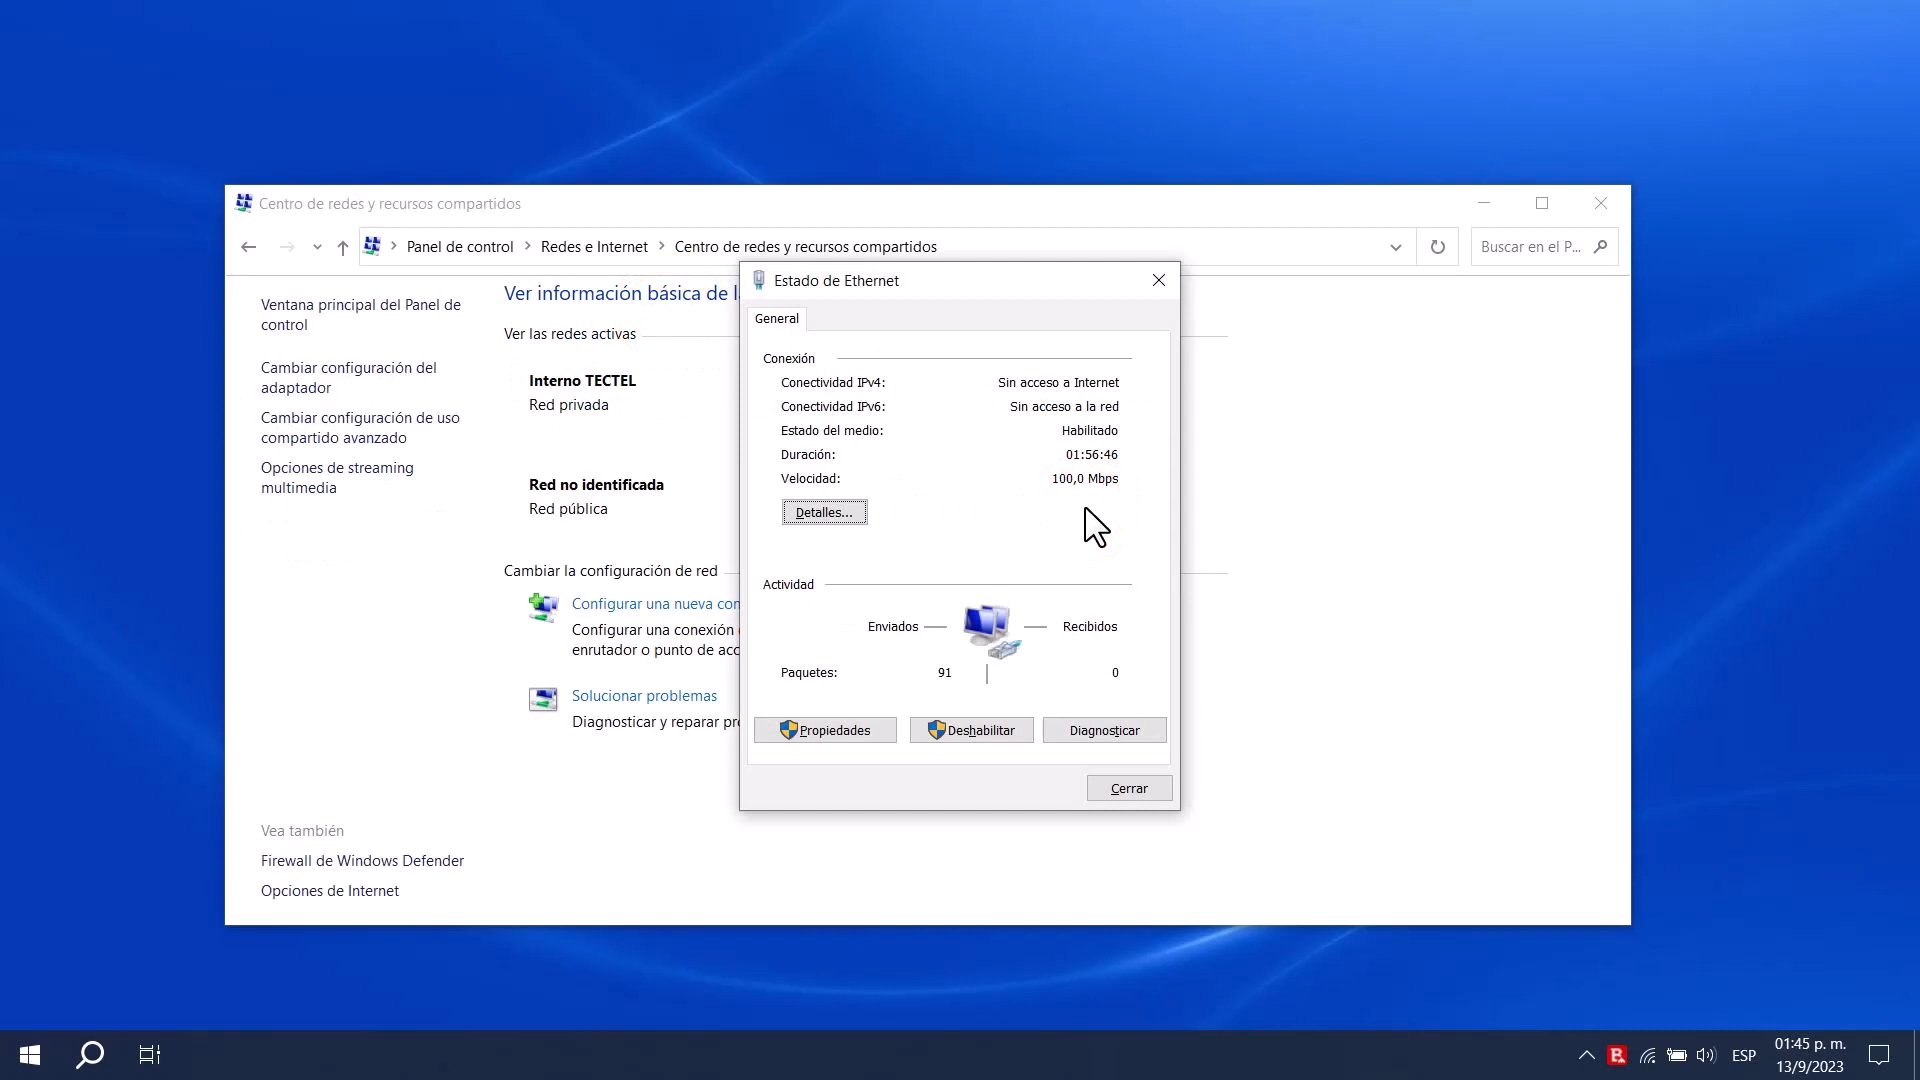 Centro de redes y recursos compartidos
Panel de control
Redes e Internet
Centro de redes y recursos compartidos
Buscar en el P...
Ventana principal del Panel de
control
Cambiar configuración del
adaptador
Cambiar configuración de uso
compartido avanzado
Opciones de streaming
multimedia
Vea también
Firewall de Windows Defender
Opciones de Internet
Ver información básica de l
Ver las redes activas
Interno TECTEL
Red privada
Red no identificada
Red pública
Cambiar la configuración de red
Configurar una nueva con
Configurar una conexión
enrutador o punto de acc
Solucionar problemas
Diagnosticar y reparar pr
Estado de Ethernet
General
Conexión
Conectividad IPv4: Sin acceso a Internet
Conectividad IPv6: Sin acceso a la red
Estado del medio: Habilitado
Duración: 01:56:46
Velocidad: 100,0 Mbps
Detalles...
Actividad
Enviados — — Recibidos
Paquetes: 91 | 0
Propiedades
Deshabilitar
Diagnosticar
Cerrar
ESP
01:45 p. m.
13/9/2023